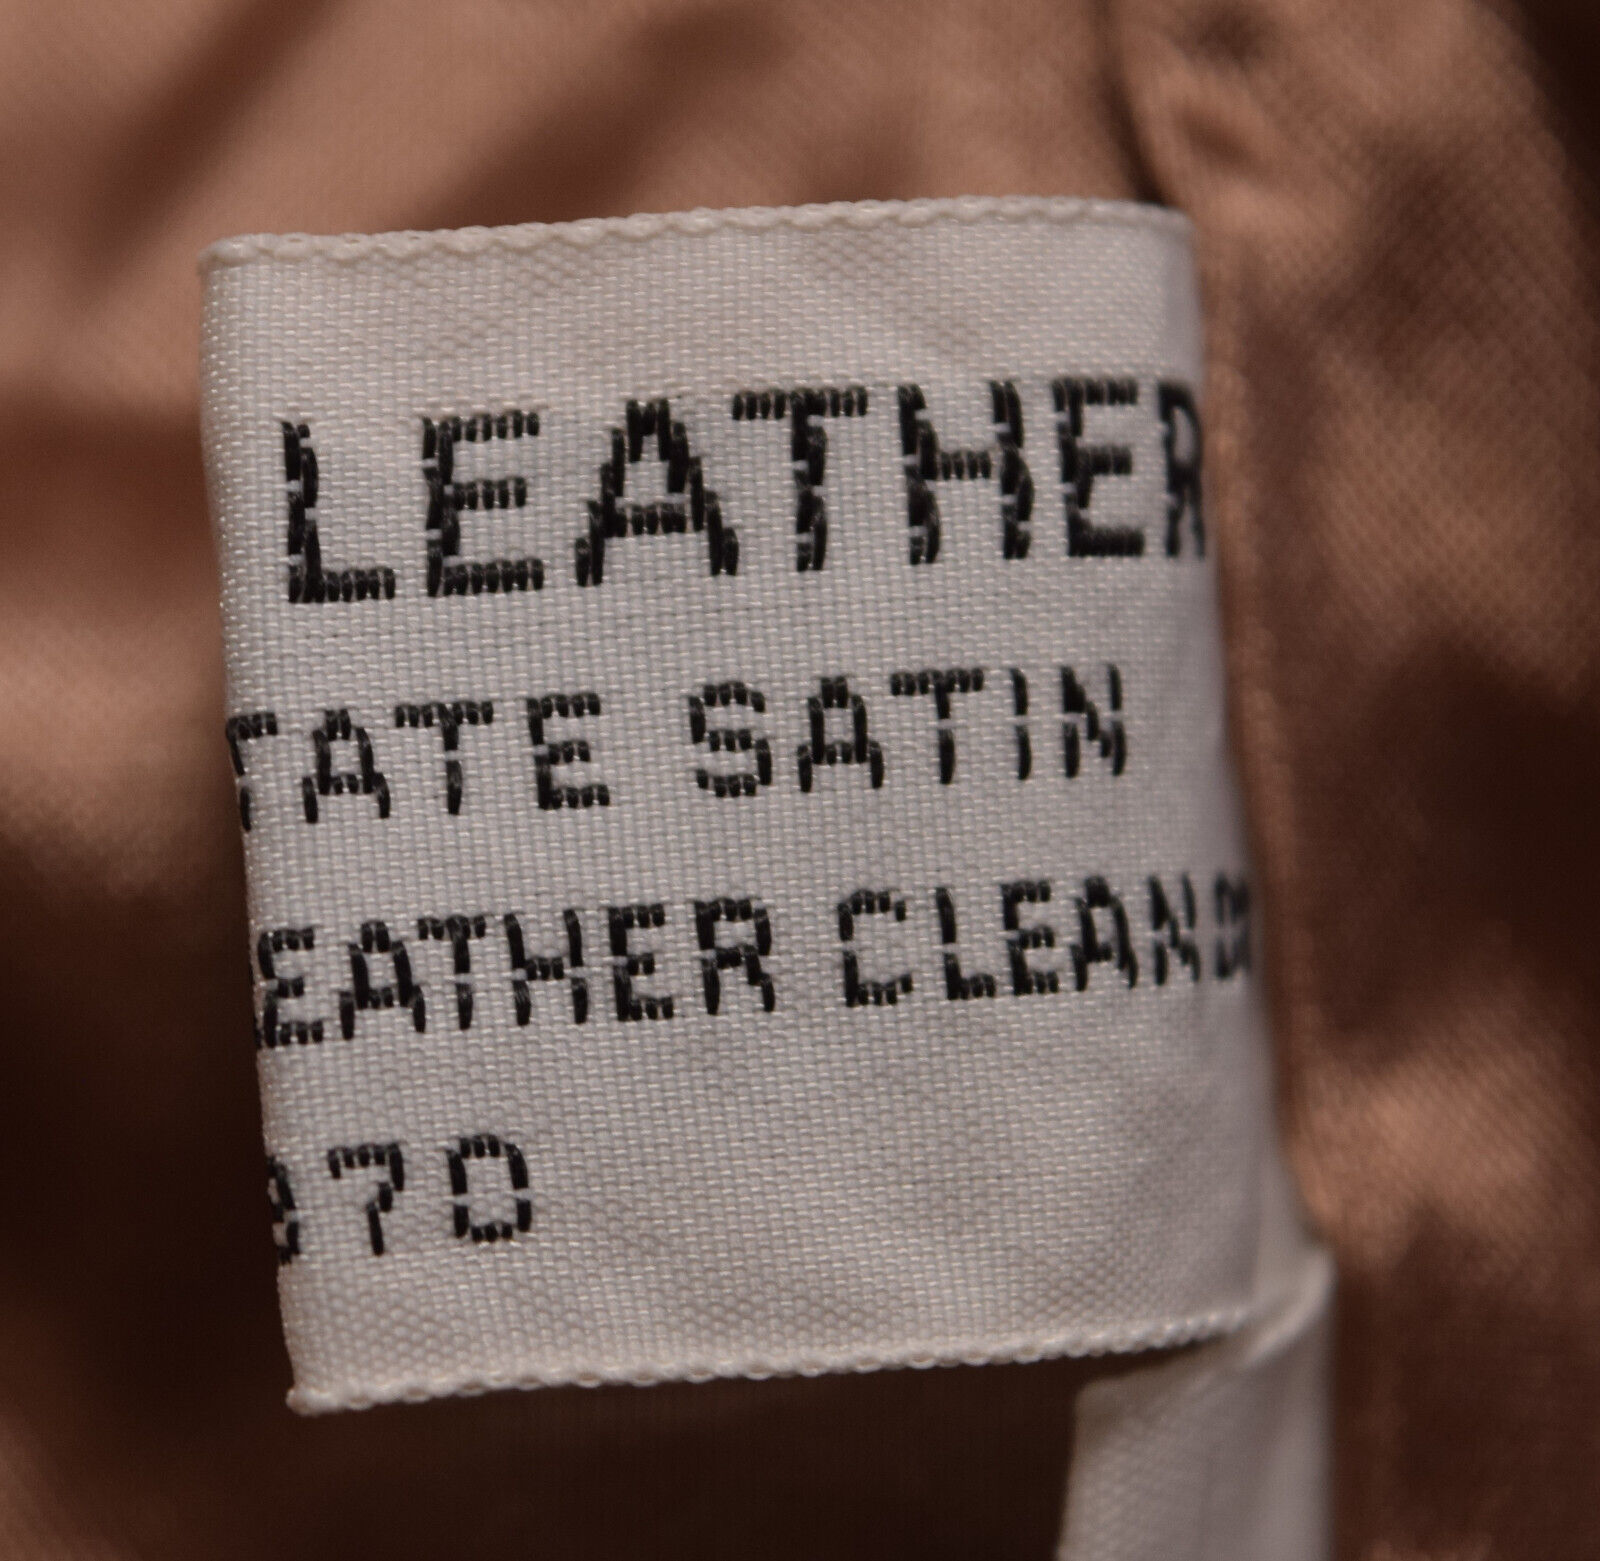 LEATHER
TATE SATIN
EATHER CLEAN
70